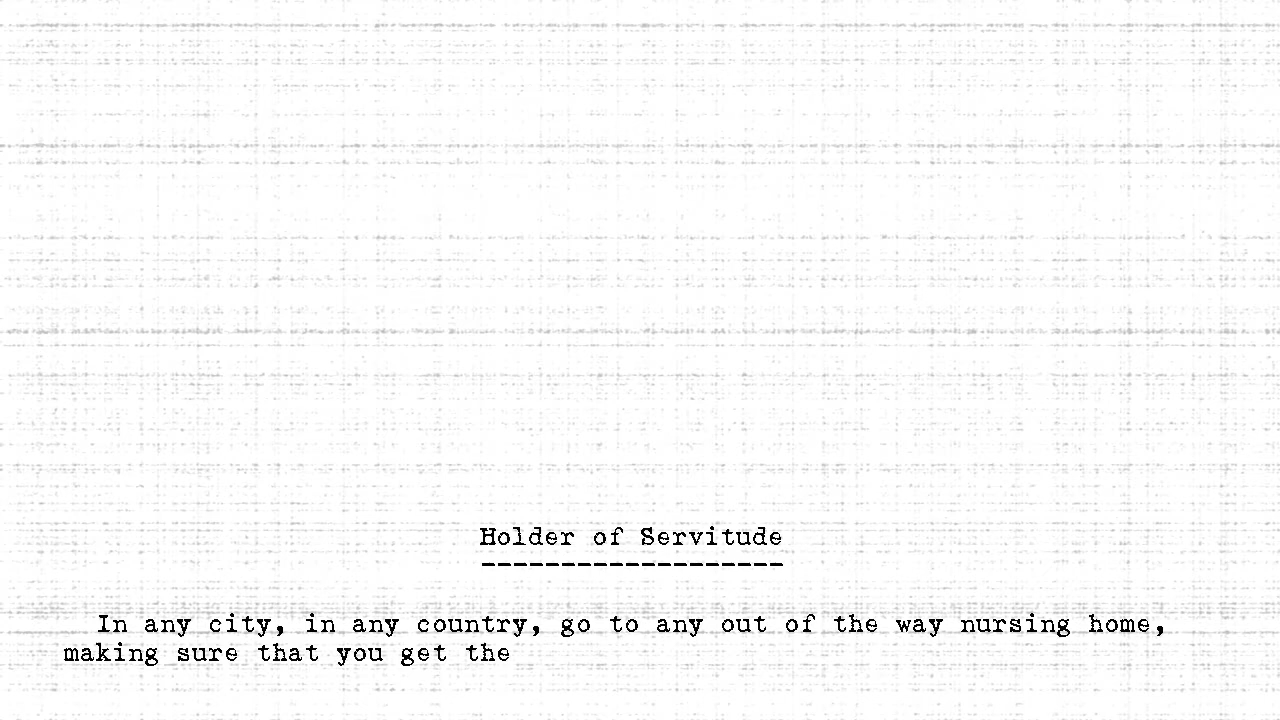 Holder of Servitude
-------------------
In any city, in any country, go to any out of the way nursing home,
making sure that you get the